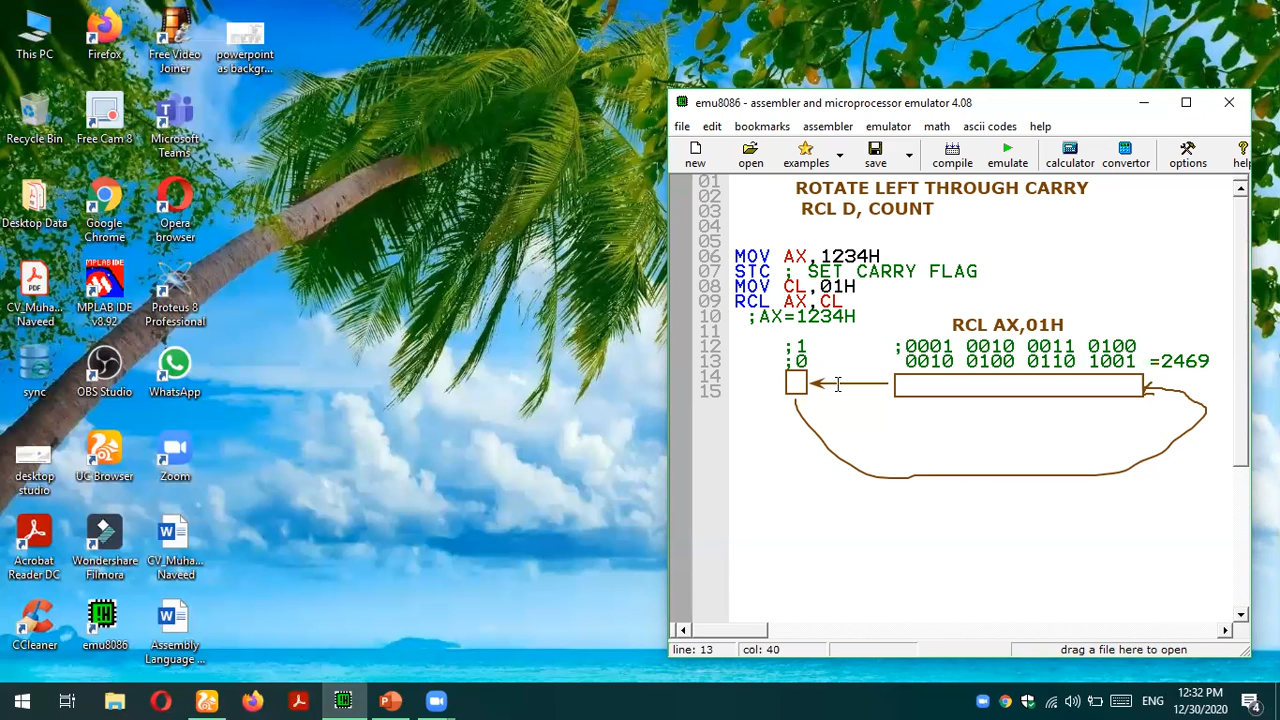 This PC
Firefox
Free Video
Joiner
powerpoint
as backgr...
Recycle Bin
Free Cam 8
Microsoft
Teams
Desktop Data
Google
Chrome
Opera
browser
CV_Muha...
Naveed
MPLAB IDE
v8.92
Proteus 8
Professional
sync
OBS Studio
WhatsApp
desktop
studio
UC Browser
Zoom
Acrobat
Reader DC
Wondershare
Filmora
CV_Muha...
Naveed
CCleaner
emu8086
Assembly
Language ...
emu8086 - assembler and microprocessor emulator 4.08
file edit bookmarks assembler emulator math ascii codes help
new open examples save compile emulate calculator convertor options help
01 ROTATE LEFT THROUGH CARRY
02
03 RCL D, COUNT
04
05
06 MOV AX,1234H
07 STC ; SET CARRY FLAG
08 MOV CL,01H
09 RCL AX,CL
10 ;AX=1234H
11 RCL AX,01H
12 ;1 ;0001 0010 0011 0100
13 ;0 0010 0100 0110 1001 =2469
14
15
line: 13 col: 40 drag a file here to open
ENG 12:32 PM
12/30/2020
4